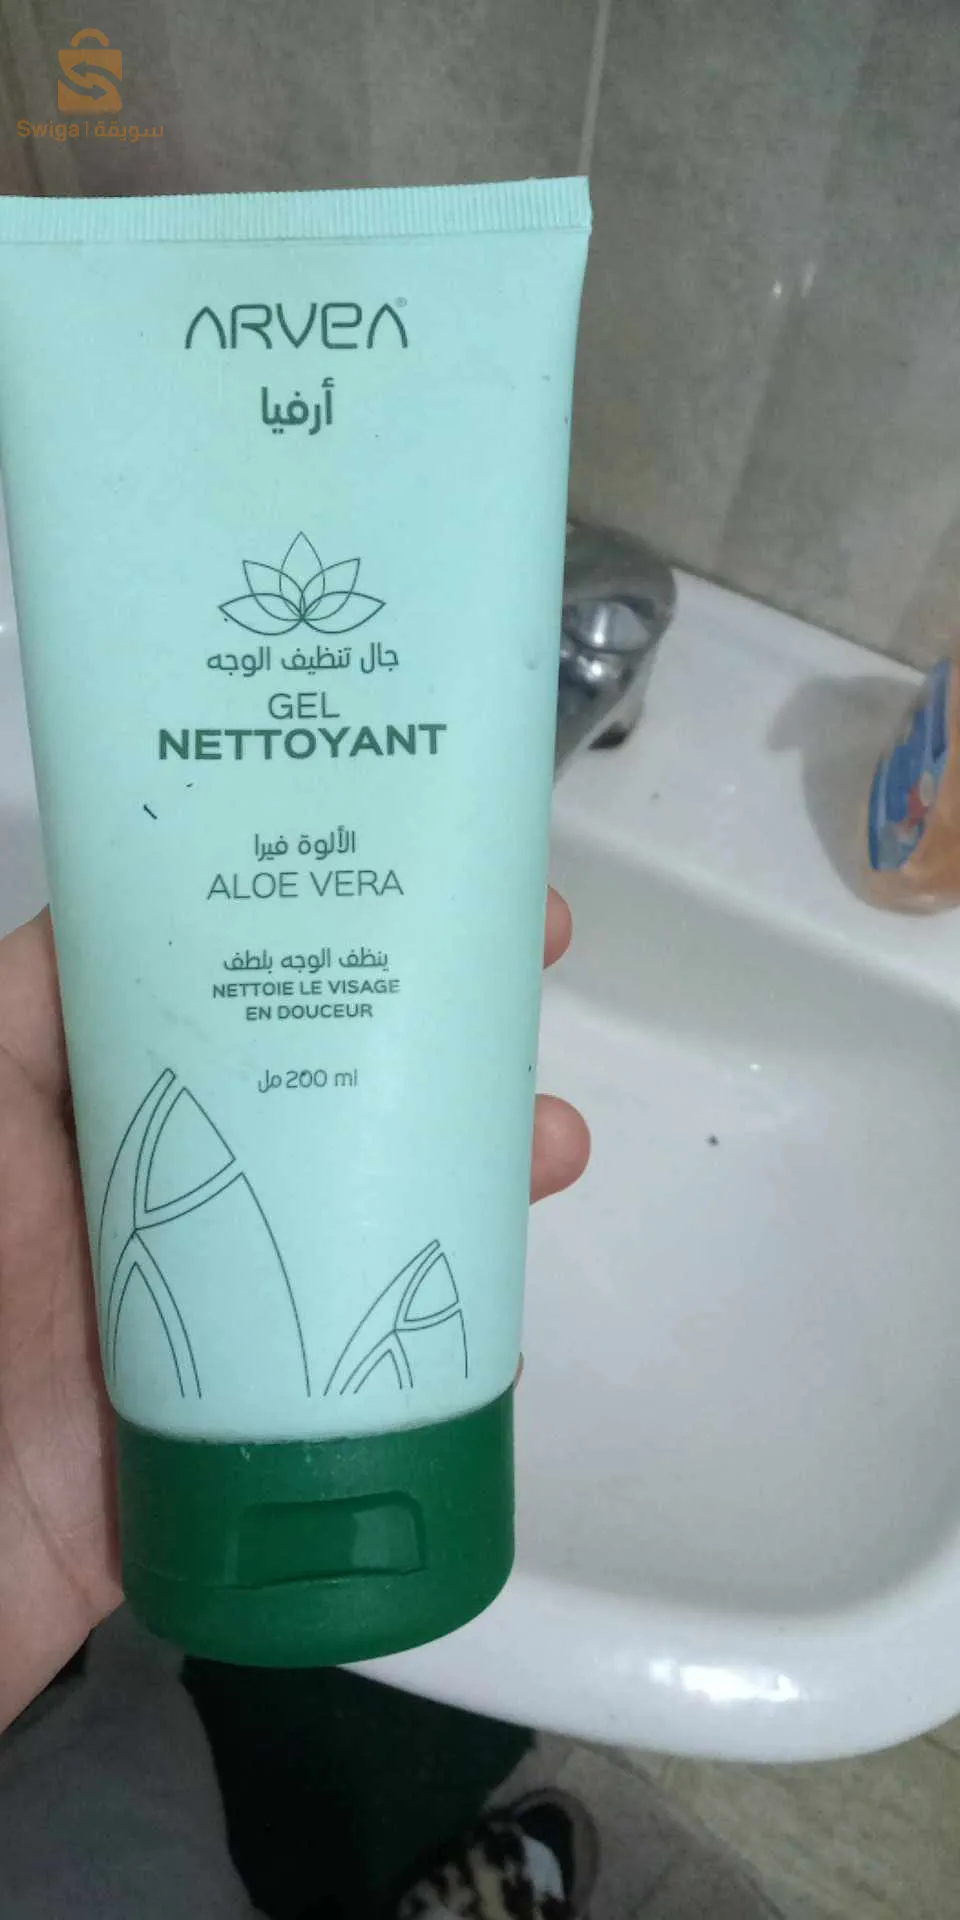 Swiga | سويقة
ARVEA®
أرفيا
جال تنظيف الوجه
GEL
NETTOYANT
الألوة فيرا
ALOE VERA
ينظف الوجه بلطف
NETTOIE LE VISAGE
EN DOUCEUR
200 ml مل